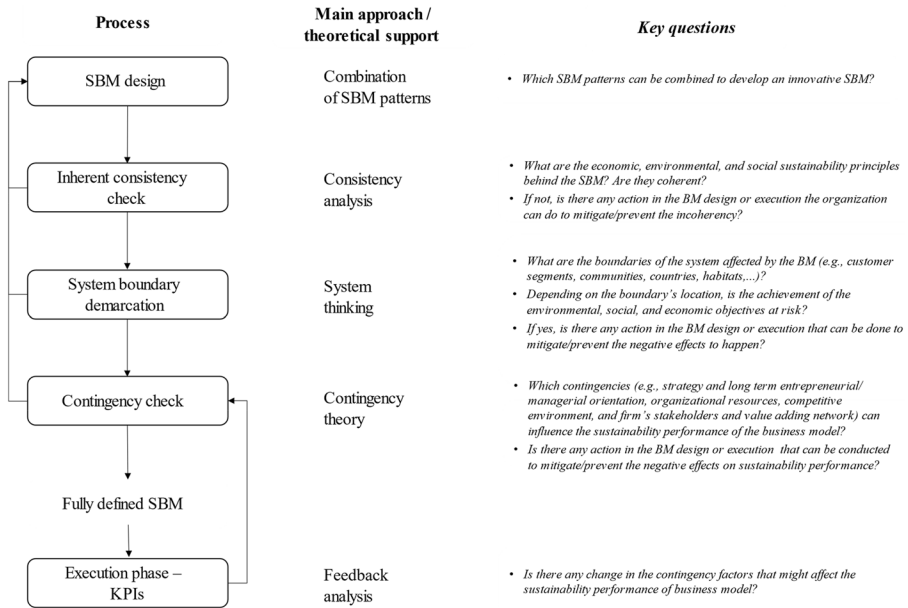 Process
Main approach /
theoretical support
Key questions
SBM design
Combination
of SBM patterns
• Which SBM patterns can be combined to develop an innovative SBM?
Inherent consistency
check
Consistency
analysis
• What are the economic, environmental, and social sustainability principles
behind the SBM? Are they coherent?
• If not, is there any action in the BM design or execution the organization
can do to mitigate/prevent the incoherency?
System boundary
demarcation
System
thinking
• What are the boundaries of the system affected by the BM (e.g., customer
segments, communities, countries, habitats,...)?
• Depending on the boundary's location, is the achievement of the
environmental, social, and economic objectives at risk?
• If yes, is there any action in the BM design or execution that can be done to
mitigate/prevent the negative effects to happen?
Contingency check
Contingency
theory
• Which contingencies (e.g., strategy and long term entrepreneurial/
managerial orientation, organizational resources, competitive
environment, and firm's stakeholders and value adding network) can
influence the sustainability performance of the business model?
• Is there any action in the BM design or execution that can be conducted
to mitigate/prevent the negative effects on sustainability performance?
Fully defined SBM
Execution phase –
KPIs
Feedback
analysis
• Is there any change in the contingency factors that might affect the
sustainability performance of business model?